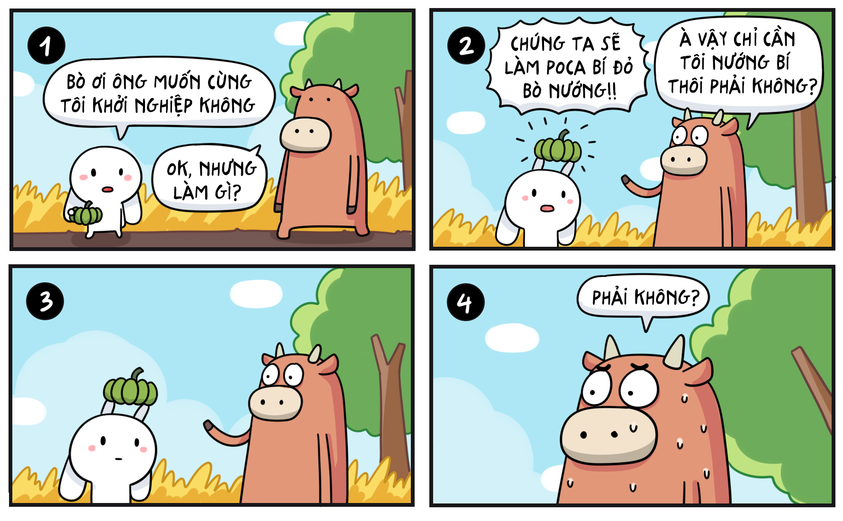 1
BÒ ƠI ÔNG MUỐN CÙNG
TÔI KHỞI NGHIỆP KHÔNG
OK, NHƯNG
LÀM GÌ?
2
CHÚNG TA SẼ
LÀM POCA BÍ ĐỎ
BÒ NƯỚNG!!
À VẬY CHỈ CẦN
TÔI NƯỚNG BÍ
THÔI PHẢI KHÔNG?
3
4
PHẢI KHÔNG?